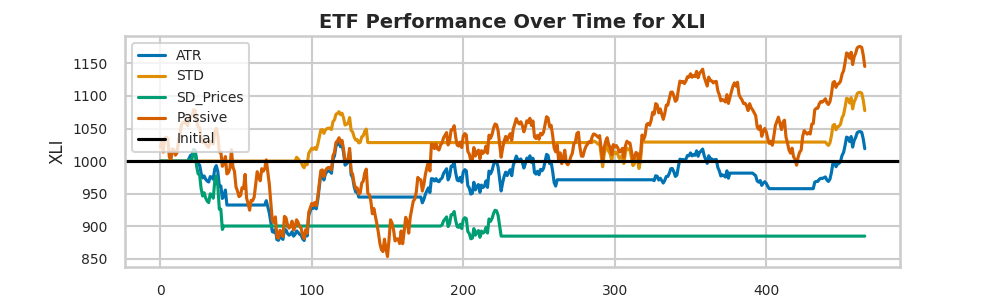 ETF Performance Over Time for XLI
XLI
1150
1100
1050
1000
950
900
850
ATR
STD
SD_Prices
Passive
Initial
0
100
200
300
400